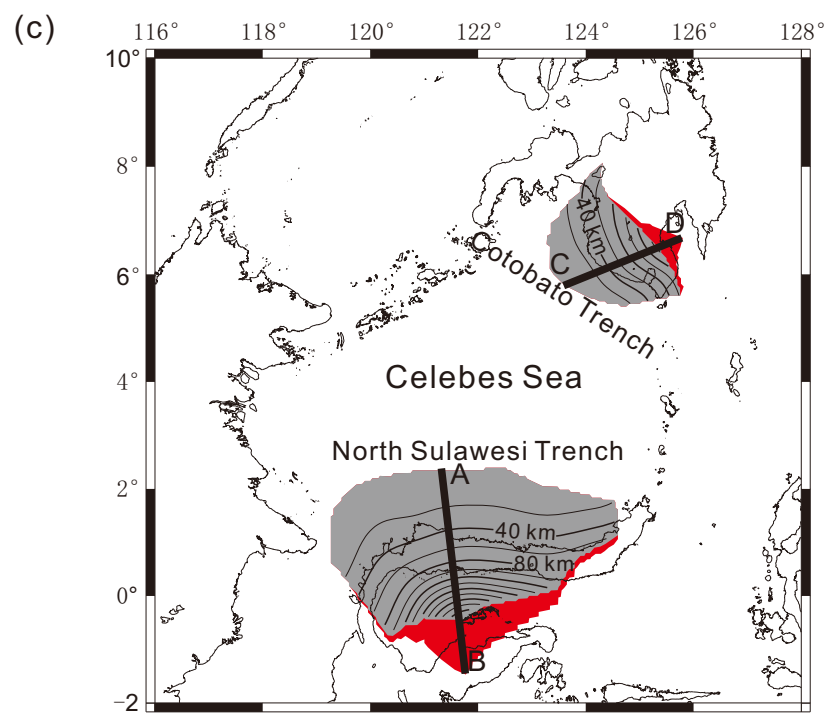 (c)
116° 118° 120° 122° 124° 126° 128°
10°
8°
6°
4°
2°
0°
−2
40 km
D
C
Cotobato Trench
Celebes Sea
North Sulawesi Trench
A
40 km
80 km
B